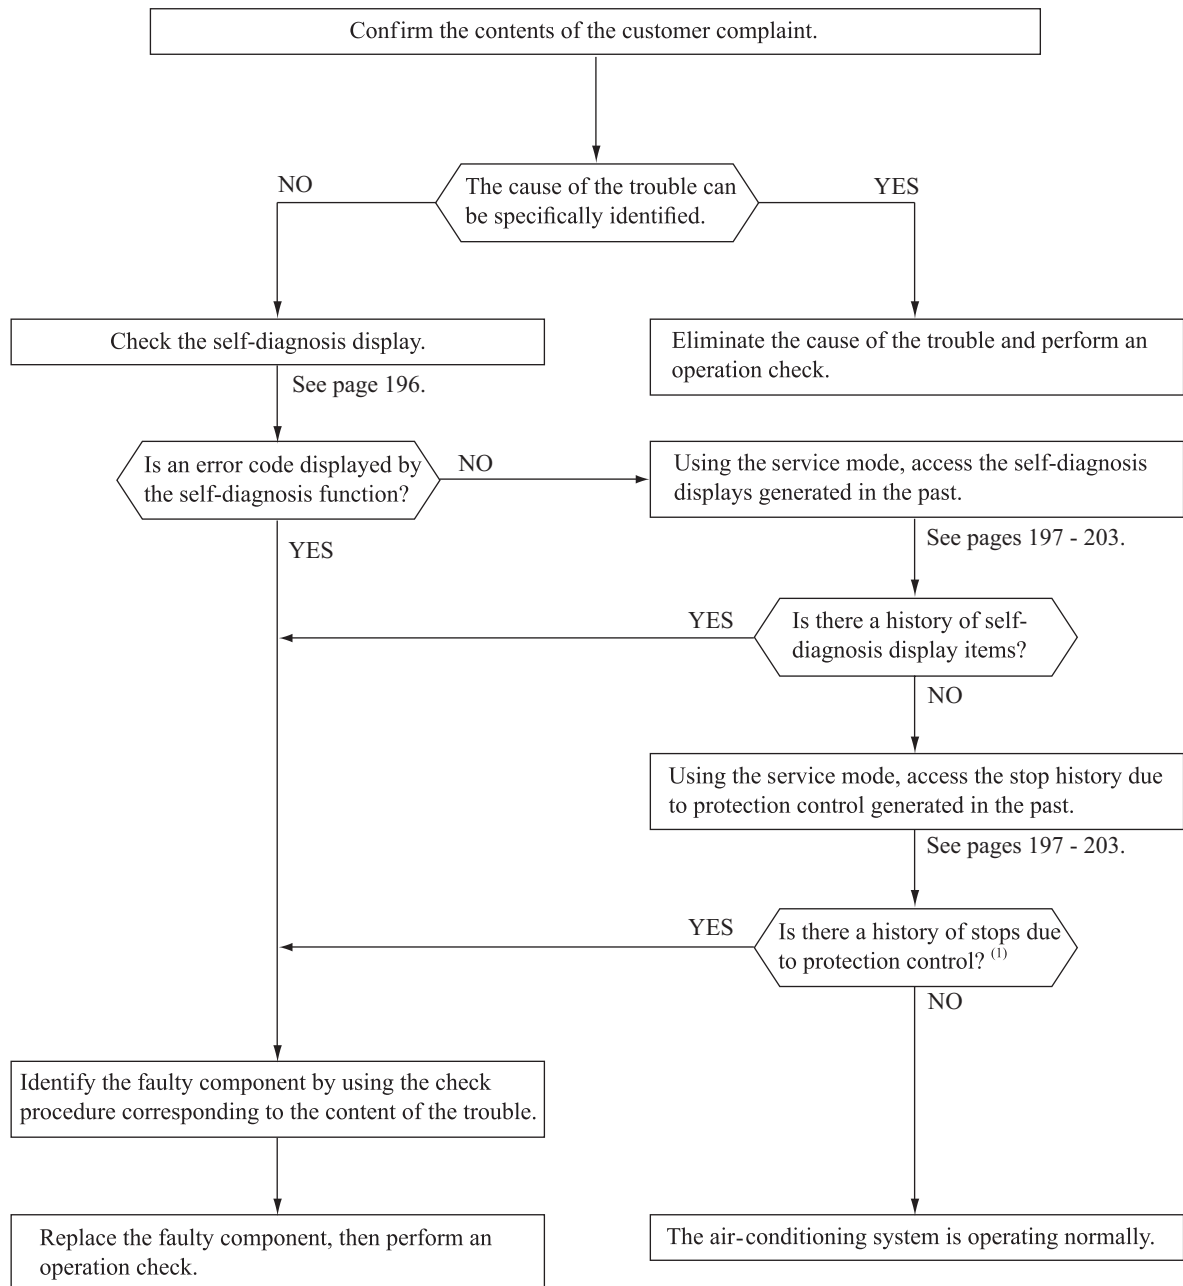 Confirm the contents of the customer complaint.
NO
The cause of the trouble can
be specifically identified.
YES
Check the self-diagnosis display.
Eliminate the cause of the trouble and perform an
operation check.
See page 196.
Is an error code displayed by
the self-diagnosis function?
NO
Using the service mode, access the self-diagnosis
displays generated in the past.
YES
See pages 197 - 203.
YES
Is there a history of self-
diagnosis display items?
NO
Using the service mode, access the stop history due
to protection control generated in the past.
See pages 197 - 203.
YES
Is there a history of stops due
to protection control? (1)
NO
Identify the faulty component by using the check
procedure corresponding to the content of the trouble.
Replace the faulty component, then perform an
operation check.
The air-conditioning system is operating normally.